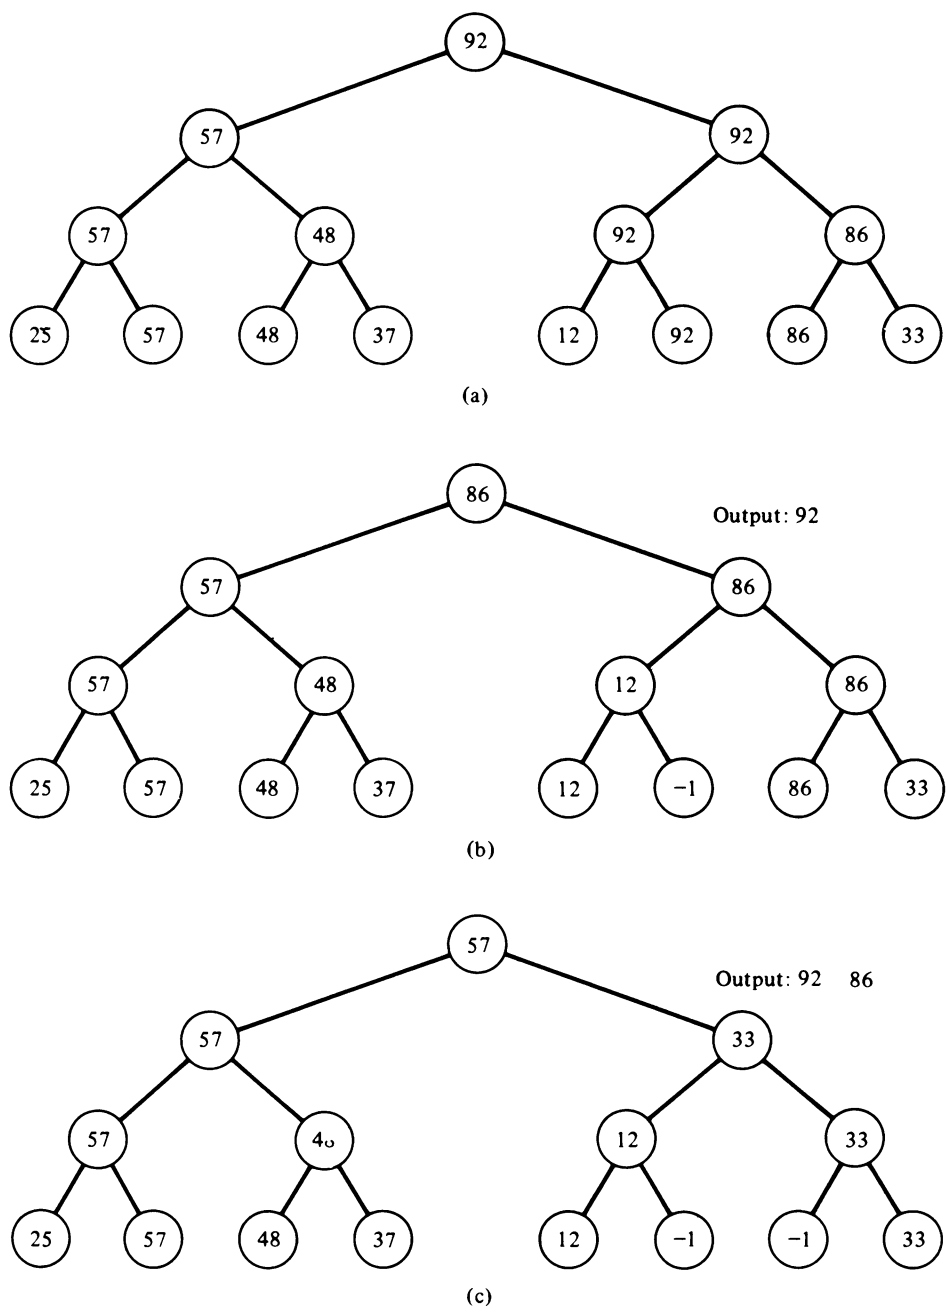 92
57 92
57 48 92 86
25 57 48 37 12 92 86 33
(a)
86
Output: 92
57 86
57 48 12 86
25 57 48 37 12 −1 86 33
(b)
57
Output: 92 86
57 33
57 12 33
25 57 48 37 12 −1 −1 33
(c)